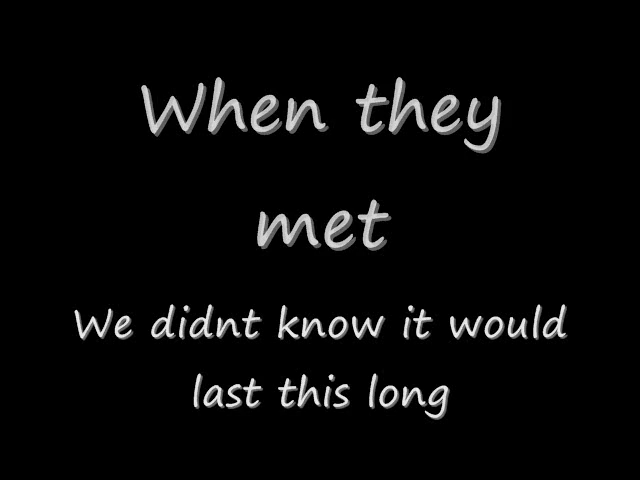 When they
met
We didnt know it would
last this long